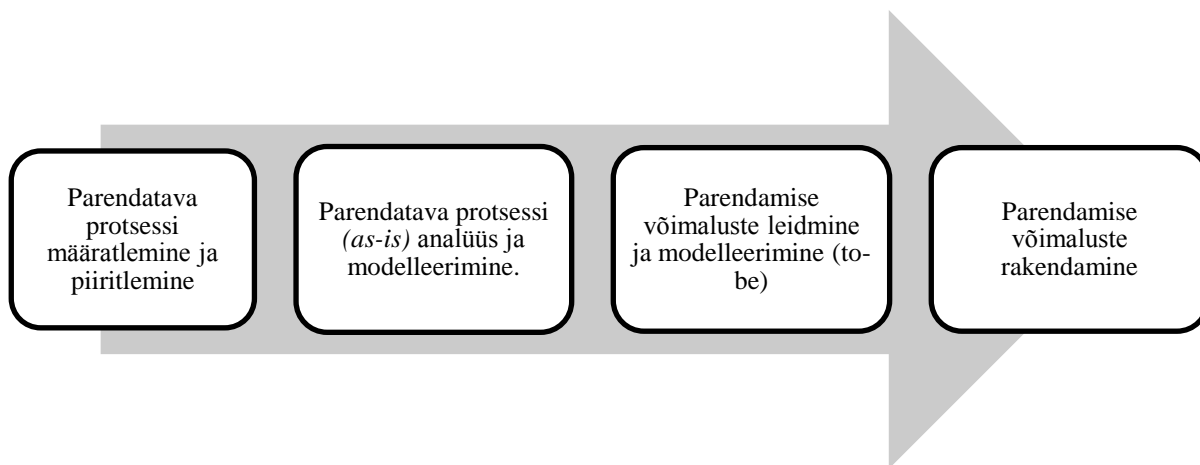 Parendatava
protsessi
määratlemine ja
piiritlemine
Parendatava protsessi
(as-is) analüüs ja
modelleerimine.
Parendamise
võimaluste leidmine
ja modelleerimine (to-
be)
Parendamise
võimaluste
rakendamine